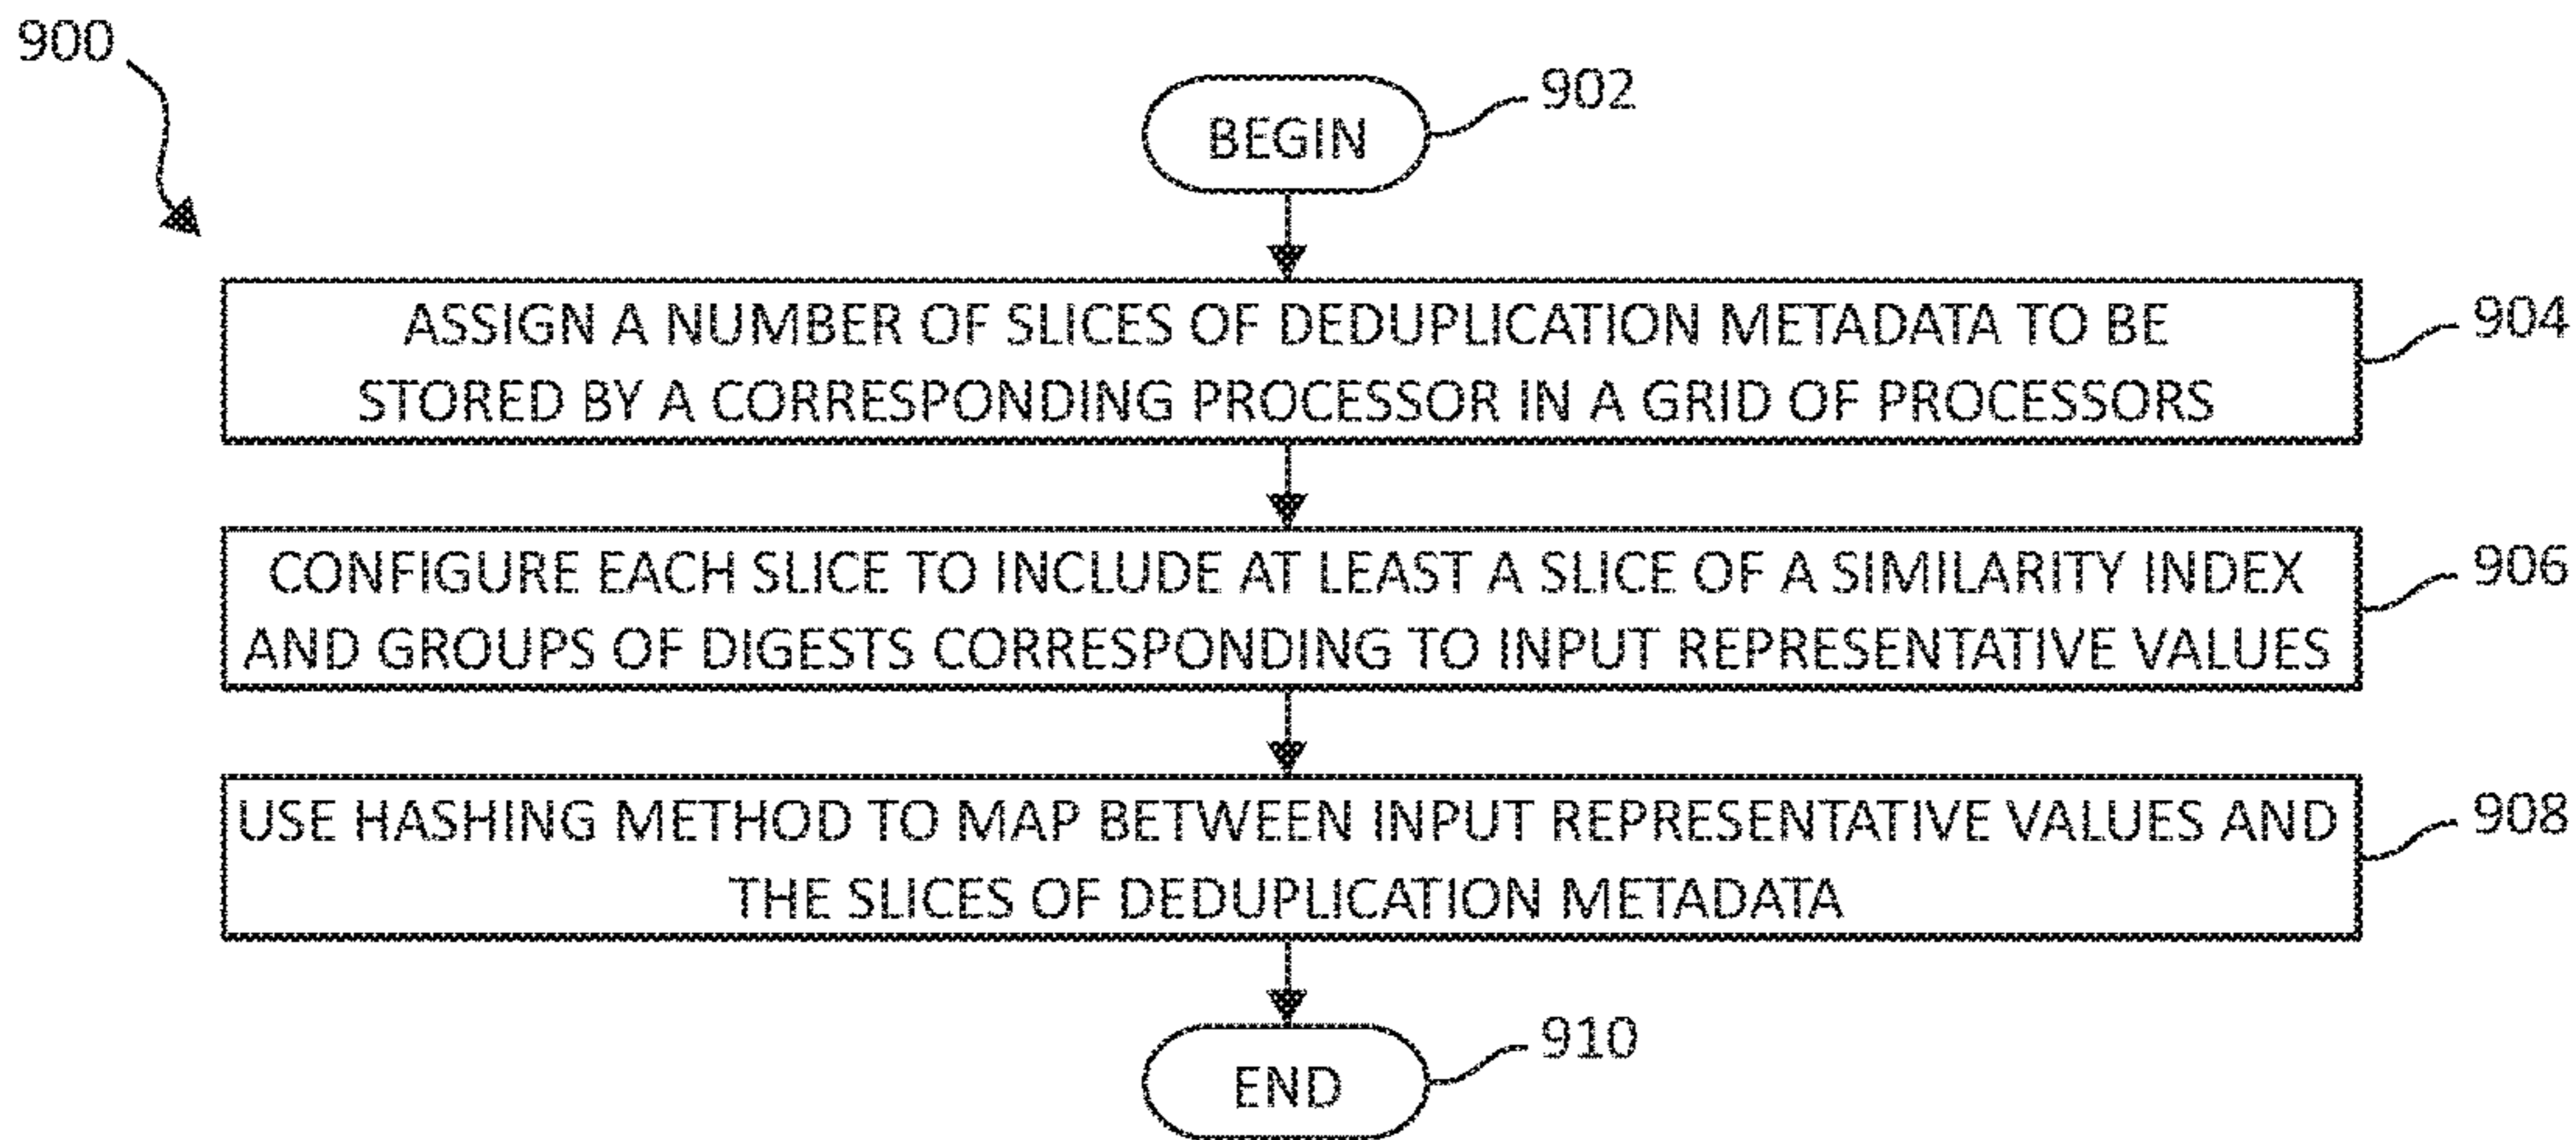 900
902
BEGIN
ASSIGN A NUMBER OF SLICES OF DEDUPLICATION METADATA TO BE
STORED BY A CORRESPONDING PROCESSOR IN A GRID OF PROCESSORS
904
CONFIGURE EACH SLICE TO INCLUDE AT LEAST A SLICE OF A SIMILARITY INDEX
AND GROUPS OF DIGESTS CORRESPONDING TO INPUT REPRESENTATIVE VALUES
906
USE HASHING METHOD TO MAP BETWEEN INPUT REPRESENTATIVE VALUES AND
THE SLICES OF DEDUPLICATION METADATA
908
END
910